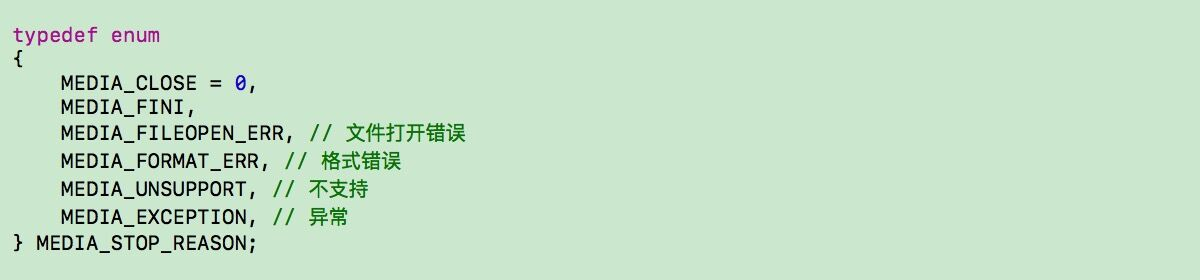 typedef enum
{
    MEDIA_CLOSE = 0,
    MEDIA_FINI,
    MEDIA_FILEOPEN_ERR, // 文件打开错误
    MEDIA_FORMAT_ERR, // 格式错误
    MEDIA_UNSUPPORT, // 不支持
    MEDIA_EXCEPTION, // 异常
} MEDIA_STOP_REASON;